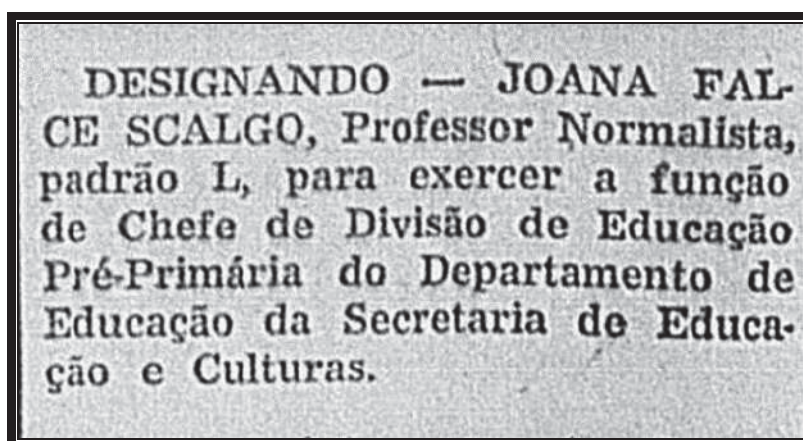 DESIGNANDO — JOANA FAL-
CE SCALGO, Professor Normalista,
padrão L, para exercer a função
de Chefe de Divisão de Educação
Pré-Primária do Departamento de
Educação da Secretaria de Educa-
ção e Culturas.